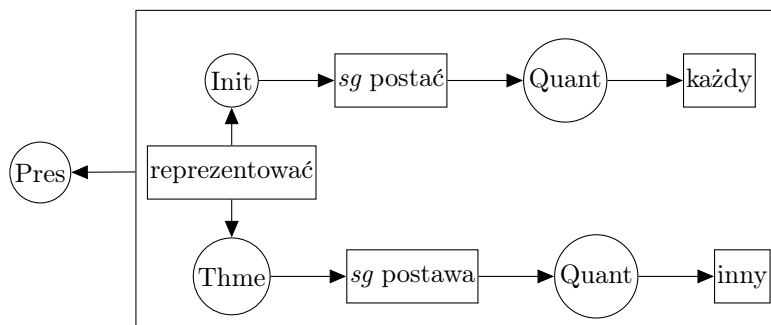 Init sg postać Quant każdy
reprezentować
Pres
Thme sg postawa Quant inny